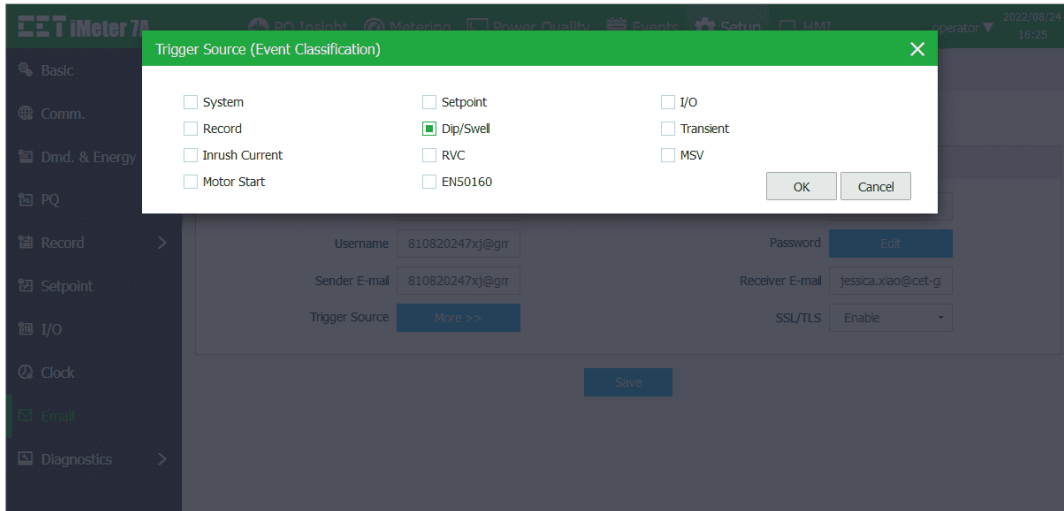 CET iMeter 7A PQ Insight Metering Power Quality Events Setup HMI operator 2022/08/24
16:25
Trigger Source (Event Classification)
Basic
System Setpoint I/O
Comm.
Record Dip/Swell Transient
Dmd. & Energy
Inrush Current RVC MSV
Motor Start EN50160
OK Cancel
PQ
Record Username 810820247xj@gm Password Edit
Setpoint Sender E-mail 810820247xj@gm Receiver E-mail jessica.xiao@cet-g
I/O Trigger Source More >> SSL/TLS Enable
Clock
Save
Email
Diagnostics